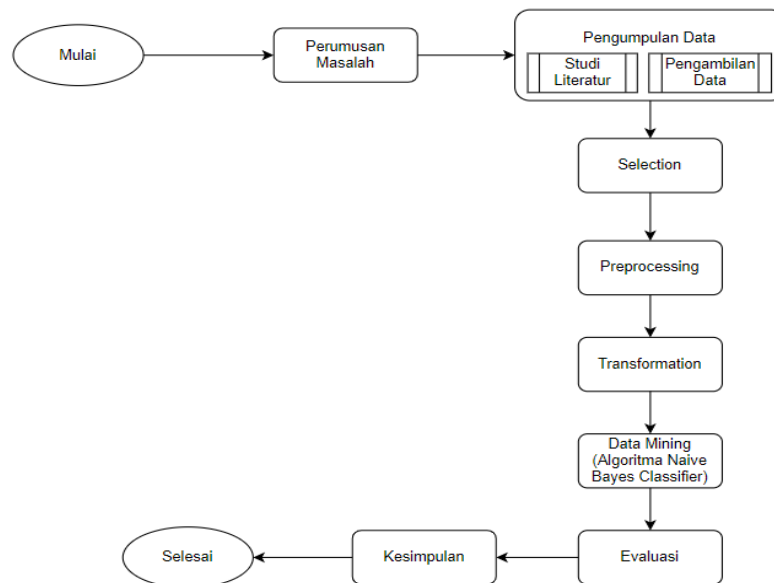 Mulai
Perumusan
Masalah
Pengumpulan Data
Studi
Literatur
Pengambilan
Data
Selection
Preprocessing
Transformation
Data Mining
(Algoritma Naive
Bayes Classifier)
Evaluasi
Kesimpulan
Selesai